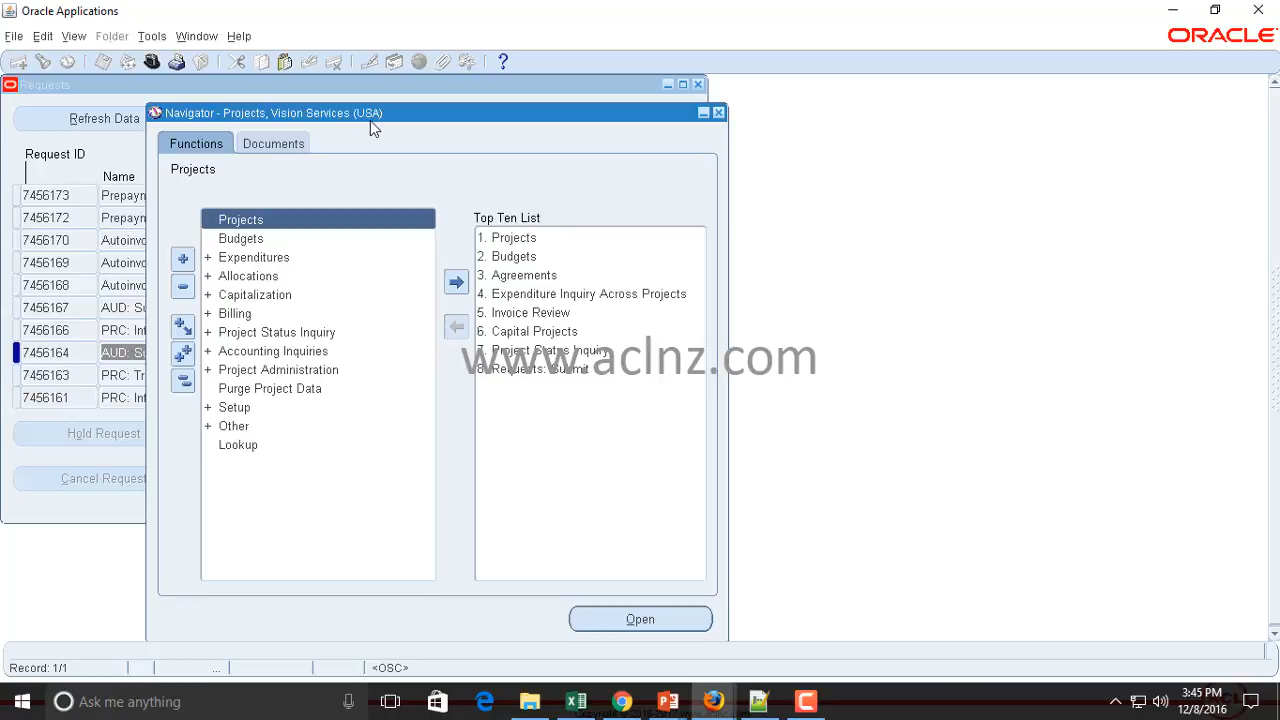 Oracle Applications
File Edit View Folder Tools Window Help
ORACLE
Requests
Refresh Data
Request ID
Name
7456173 Prepayn
7456172 Prepayn
7456170 Autoinvo
7456169 Autoinvo
7456168 Autoinvo
7456167 AUD: Su
7456166 PRC: Int
7456164 AUD: Su
7456163 PRC: Tra
7456161 PRC: Int
Hold Request
Cancel Request
Navigator - Projects, Vision Services (USA)
Functions Documents
Projects
Projects
Budgets
+ Expenditures
+ Allocations
+ Capitalization
+ Billing
+ Project Status Inquiry
+ Accounting Inquiries
+ Project Administration
Purge Project Data
+ Setup
+ Other
Lookup
Top Ten List
1. Projects
2. Budgets
3. Agreements
4. Expenditure Inquiry Across Projects
5. Invoice Review
6. Capital Projects
7. Project Status Inquiry
8. Requests: Submit
www.aclnz.com
Open
Record: 1/1 ... <OSC>
Ask me anything
3:45 PM
12/8/2016